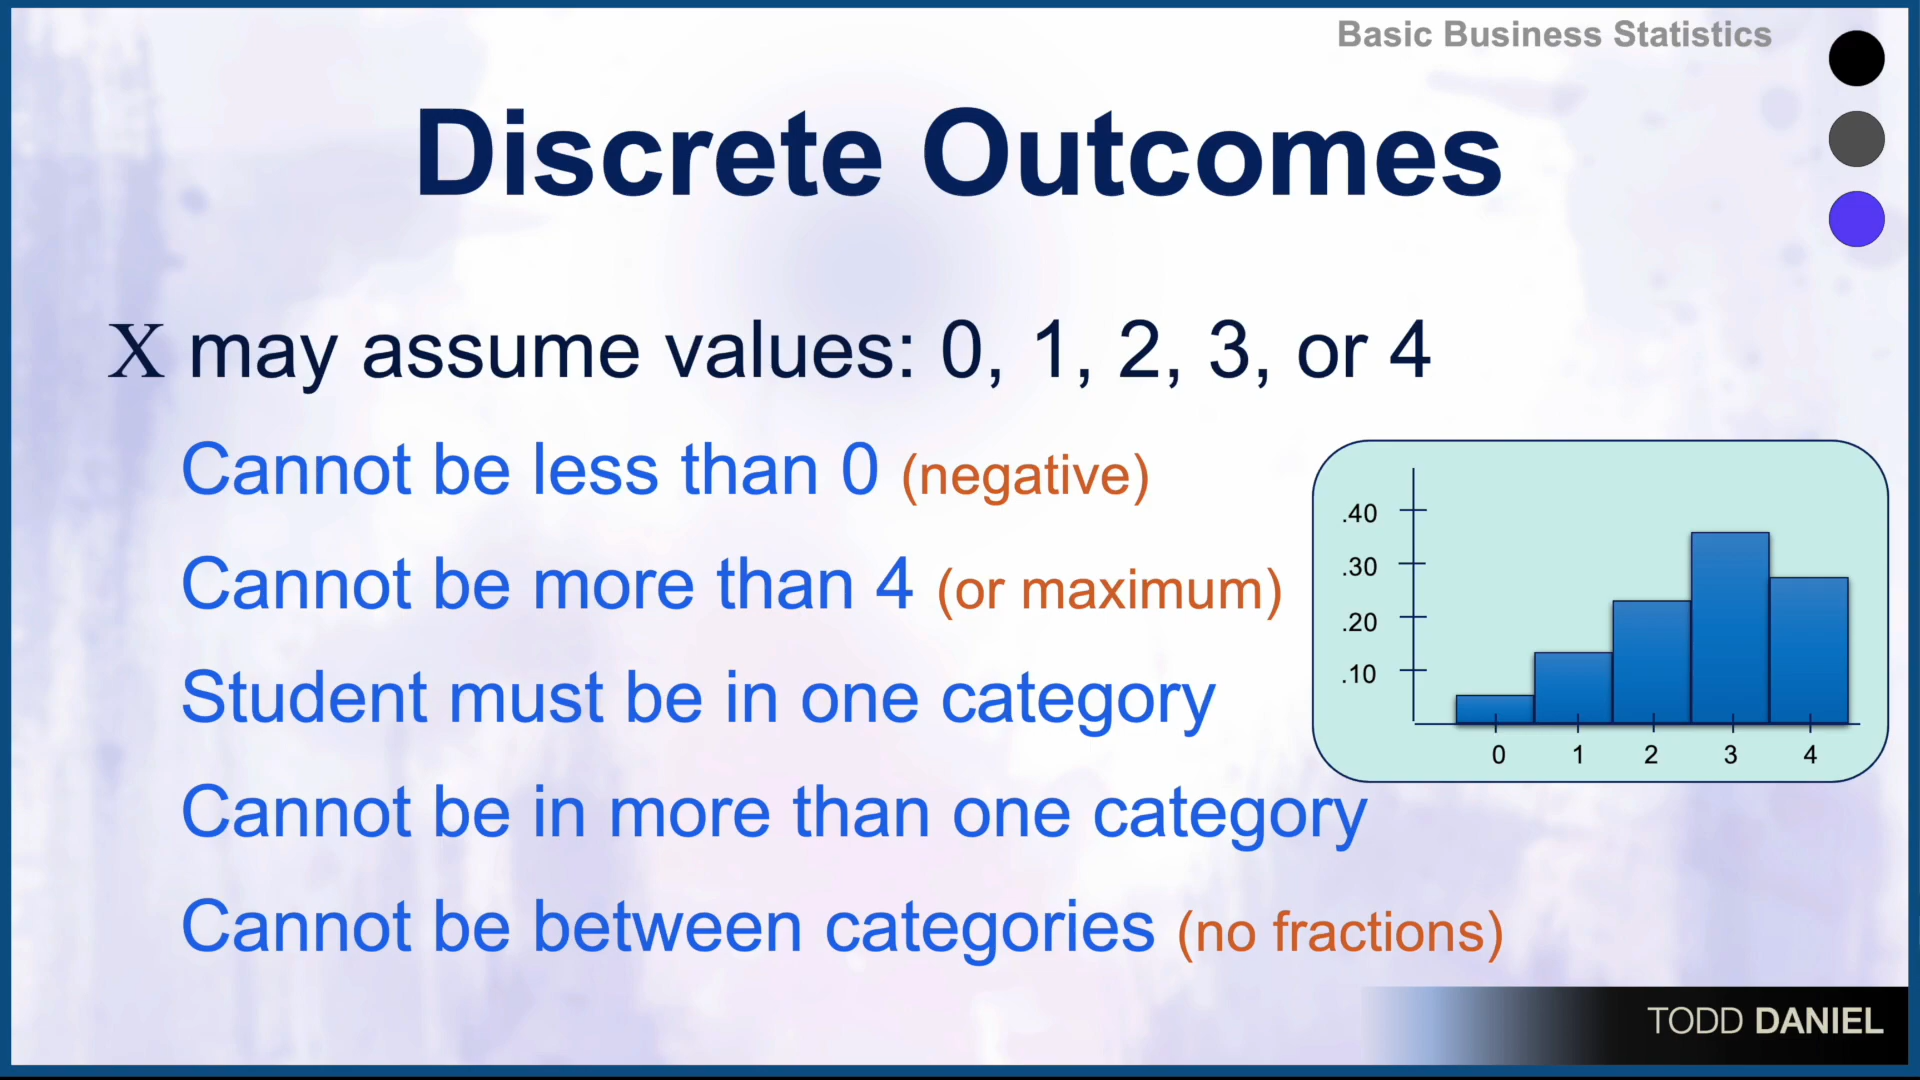 Basic Business Statistics
Discrete Outcomes
X may assume values: 0, 1, 2, 3, or 4
Cannot be less than 0 (negative)
Cannot be more than 4 (or maximum)
Student must be in one category
Cannot be in more than one category
Cannot be between categories (no fractions)
.40
.30
.20
.10
0 1 2 3 4
TODD DANIEL